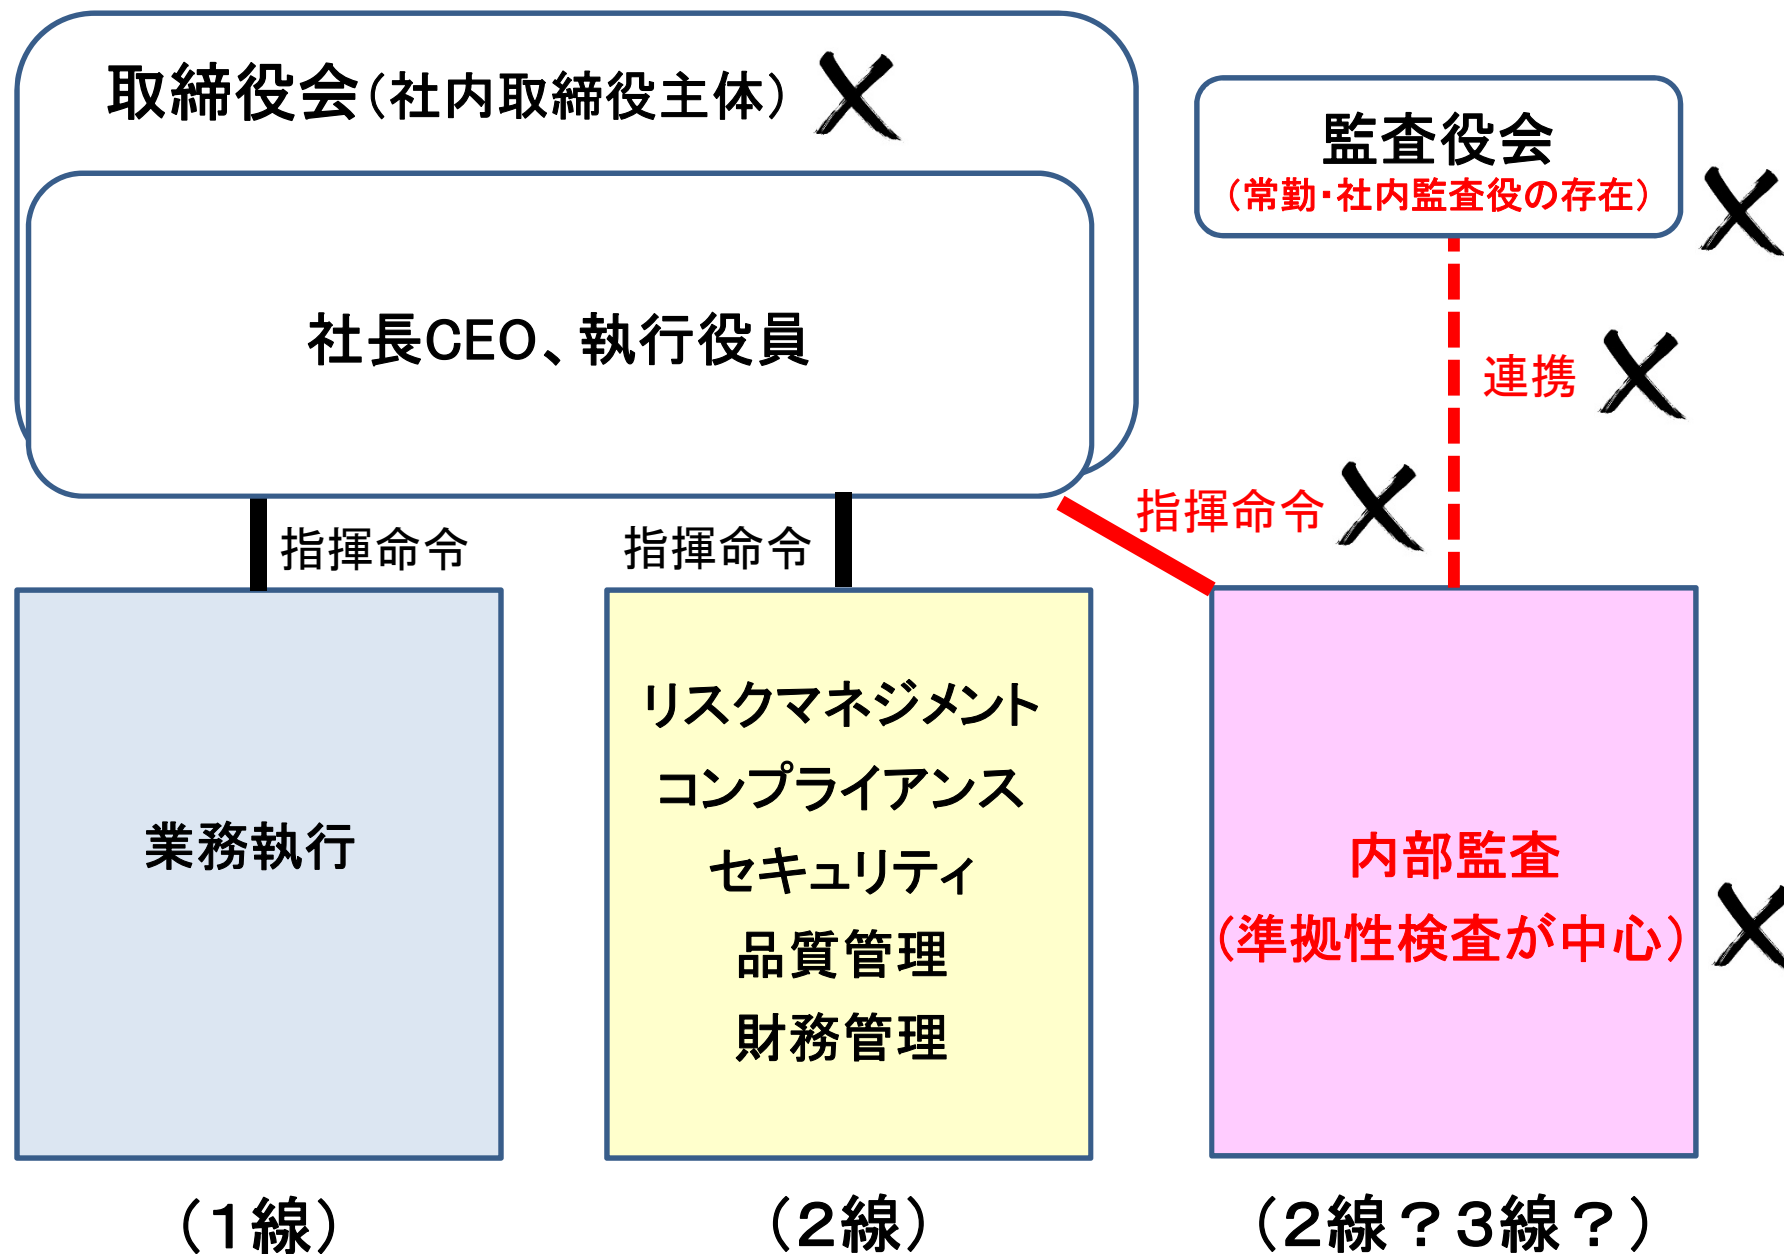 取締役会（社内取締役主体）
監査役会
（常勤・社内監査役の存在）
社長CEO、執行役員
連携
指揮命令
指揮命令
指揮命令
業務執行
リスクマネジメント
コンプライアンス
セキュリティ
品質管理
財務管理
内部監査
（準拠性検査が中心）
（１線）
（２線）
（２線？３線？）